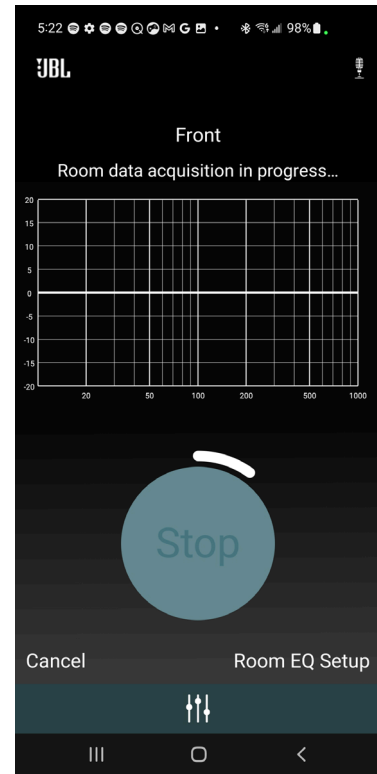 5:22 98%
JBL
Front
Room data acquisition in progress...
20
15
10
5
0
-5
-10
-15
-20
20 50 100 200 500 1000
Stop
Cancel Room EQ Setup